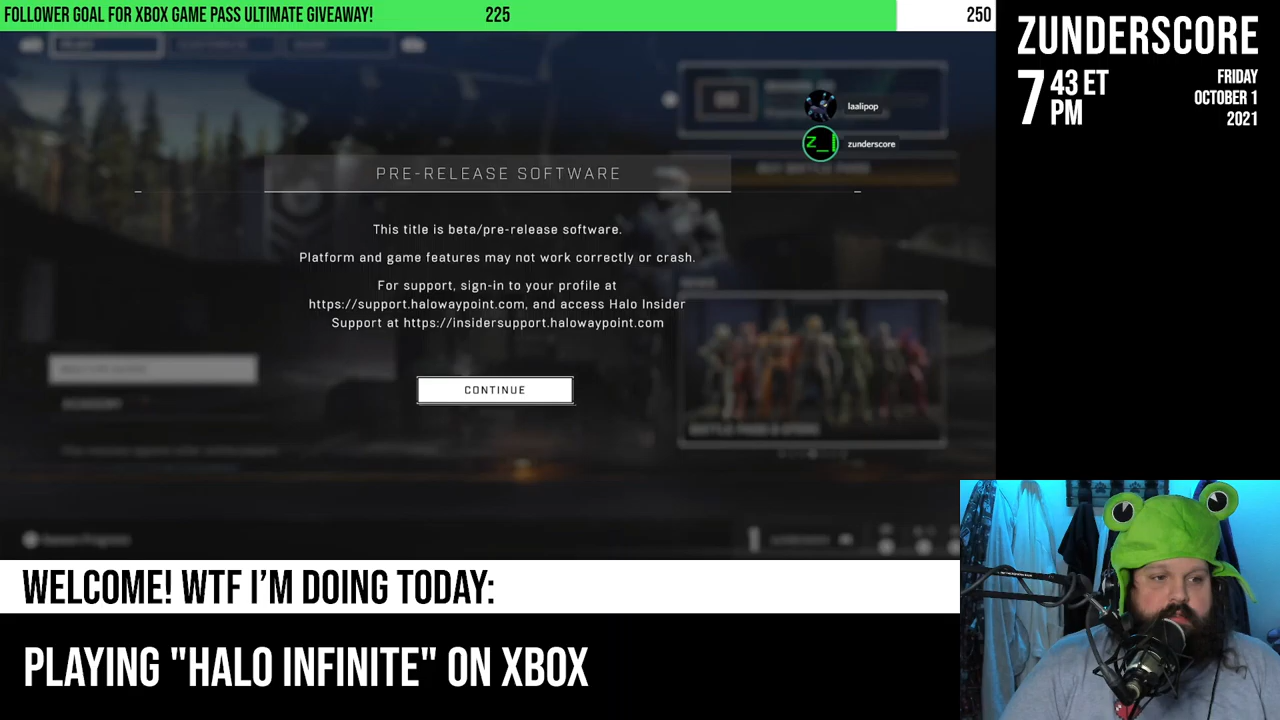 FOLLOWER GOAL FOR XBOX GAME PASS ULTIMATE GIVEAWAY! 225 250
ZUNDERSCORE
7 43 ET PM
FRIDAY
OCTOBER 1
2021
laalipop
z_
zunderscore
PRE-RELEASE SOFTWARE
This title is beta/pre-release software.
Platform and game features may not work correctly or crash.
For support, sign-in to your profile at
https://support.halowaypoint.com, and access Halo Insider
Support at https://insidersupport.halowaypoint.com
CONTINUE
WELCOME! WTF I’M DOING TODAY:
PLAYING "HALO INFINITE" ON XBOX